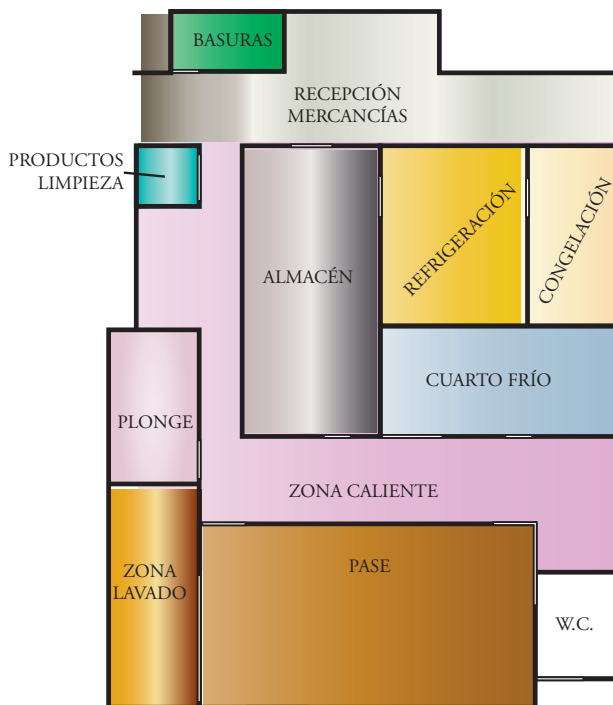 BASURAS
RECEPCIÓN
MERCANCÍAS
PRODUCTOS
LIMPIEZA
ALMACÉN
REFRIGERACIÓN
CONGELACIÓN
CUARTO FRÍO
PLONGE
ZONA CALIENTE
ZONA
LAVADO
PASE
W.C.